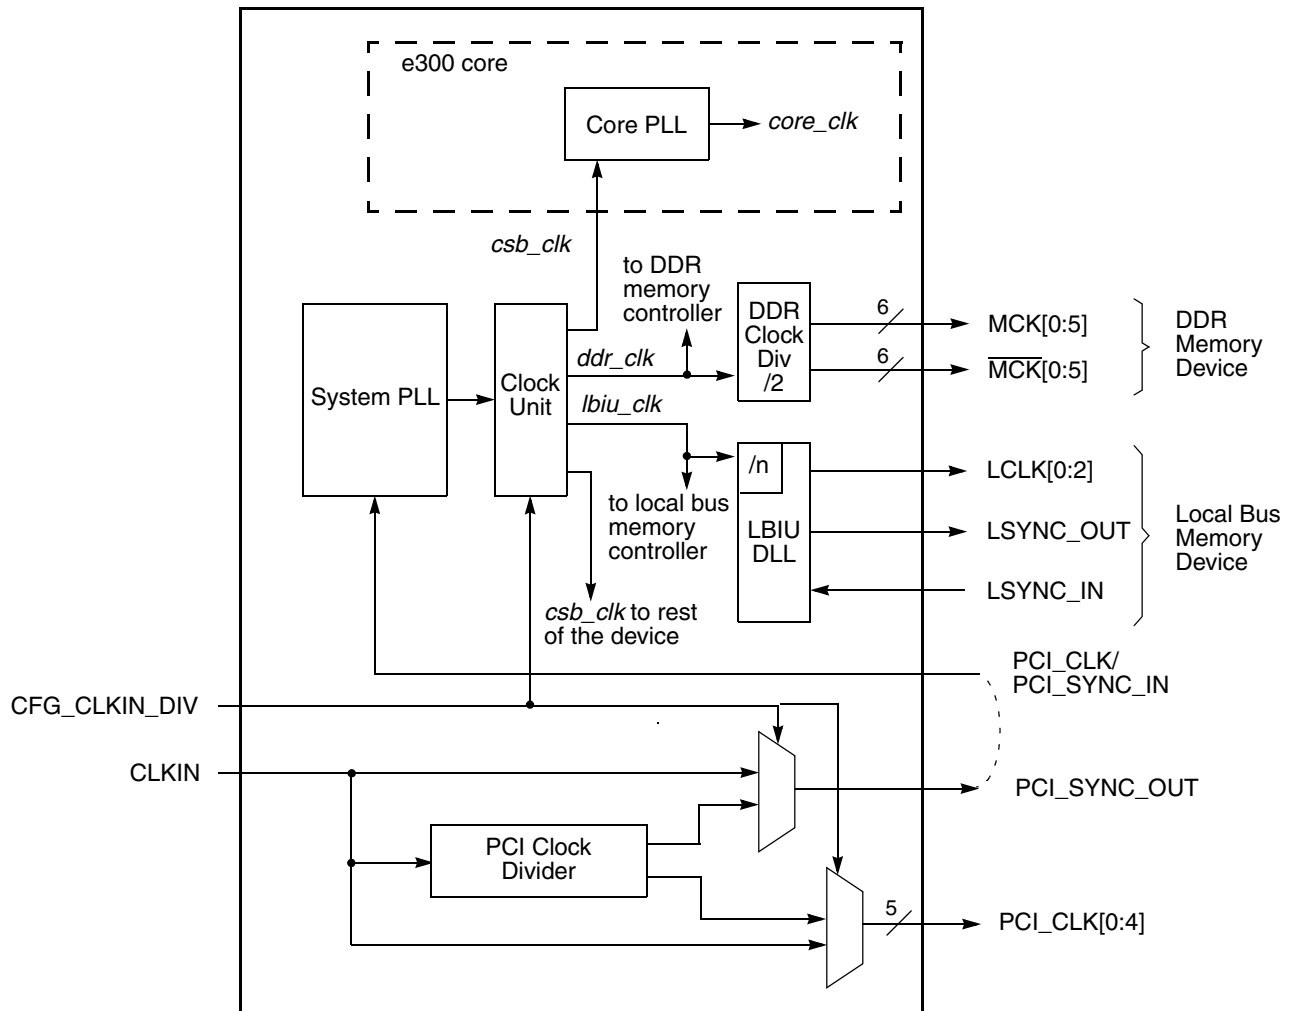 e300 core
Core PLL
core_clk
csb_clk
to DDR
memory
controller
DDR
Clock
Div
/2
6
MCK[0:5]
6
M̅C̅K̅[0:5]
DDR
Memory
Device
System PLL
Clock
Unit
ddr_clk
lbiu_clk
/n
LBIU
DLL
to local bus
memory
controller
LCLK[0:2]
LSYNC_OUT
LSYNC_IN
Local Bus
Memory
Device
csb_clk to rest
of the device
PCI_CLK/
PCI_SYNC_IN
CFG_CLKIN_DIV
CLKIN
PCI_SYNC_OUT
PCI Clock
Divider
5
PCI_CLK[0:4]